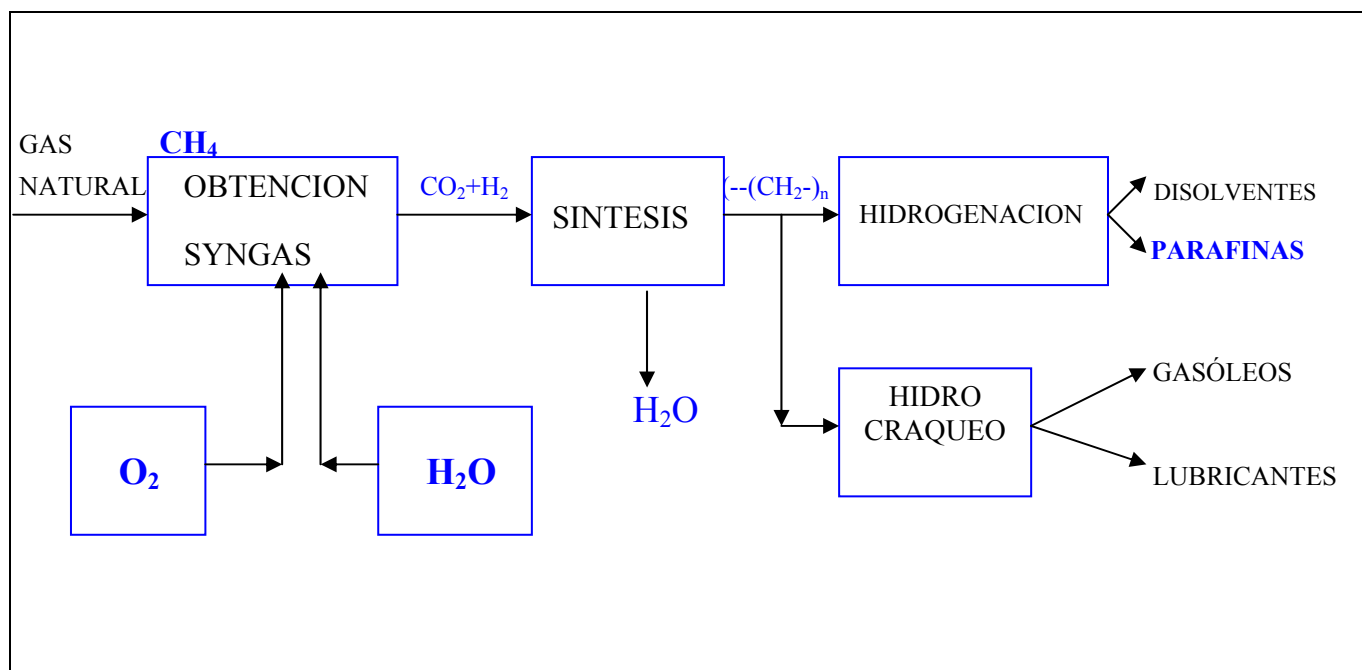 GAS
NATURAL
CH₄
OBTENCION
SYNGAS
CO₂+H₂
SINTESIS
(--(CH₂-)ₙ
HIDROGENACION
DISOLVENTES
PARAFINAS
H₂O
HIDRO
CRAQUEO
GASÓLEOS
LUBRICANTES
O₂
H₂O